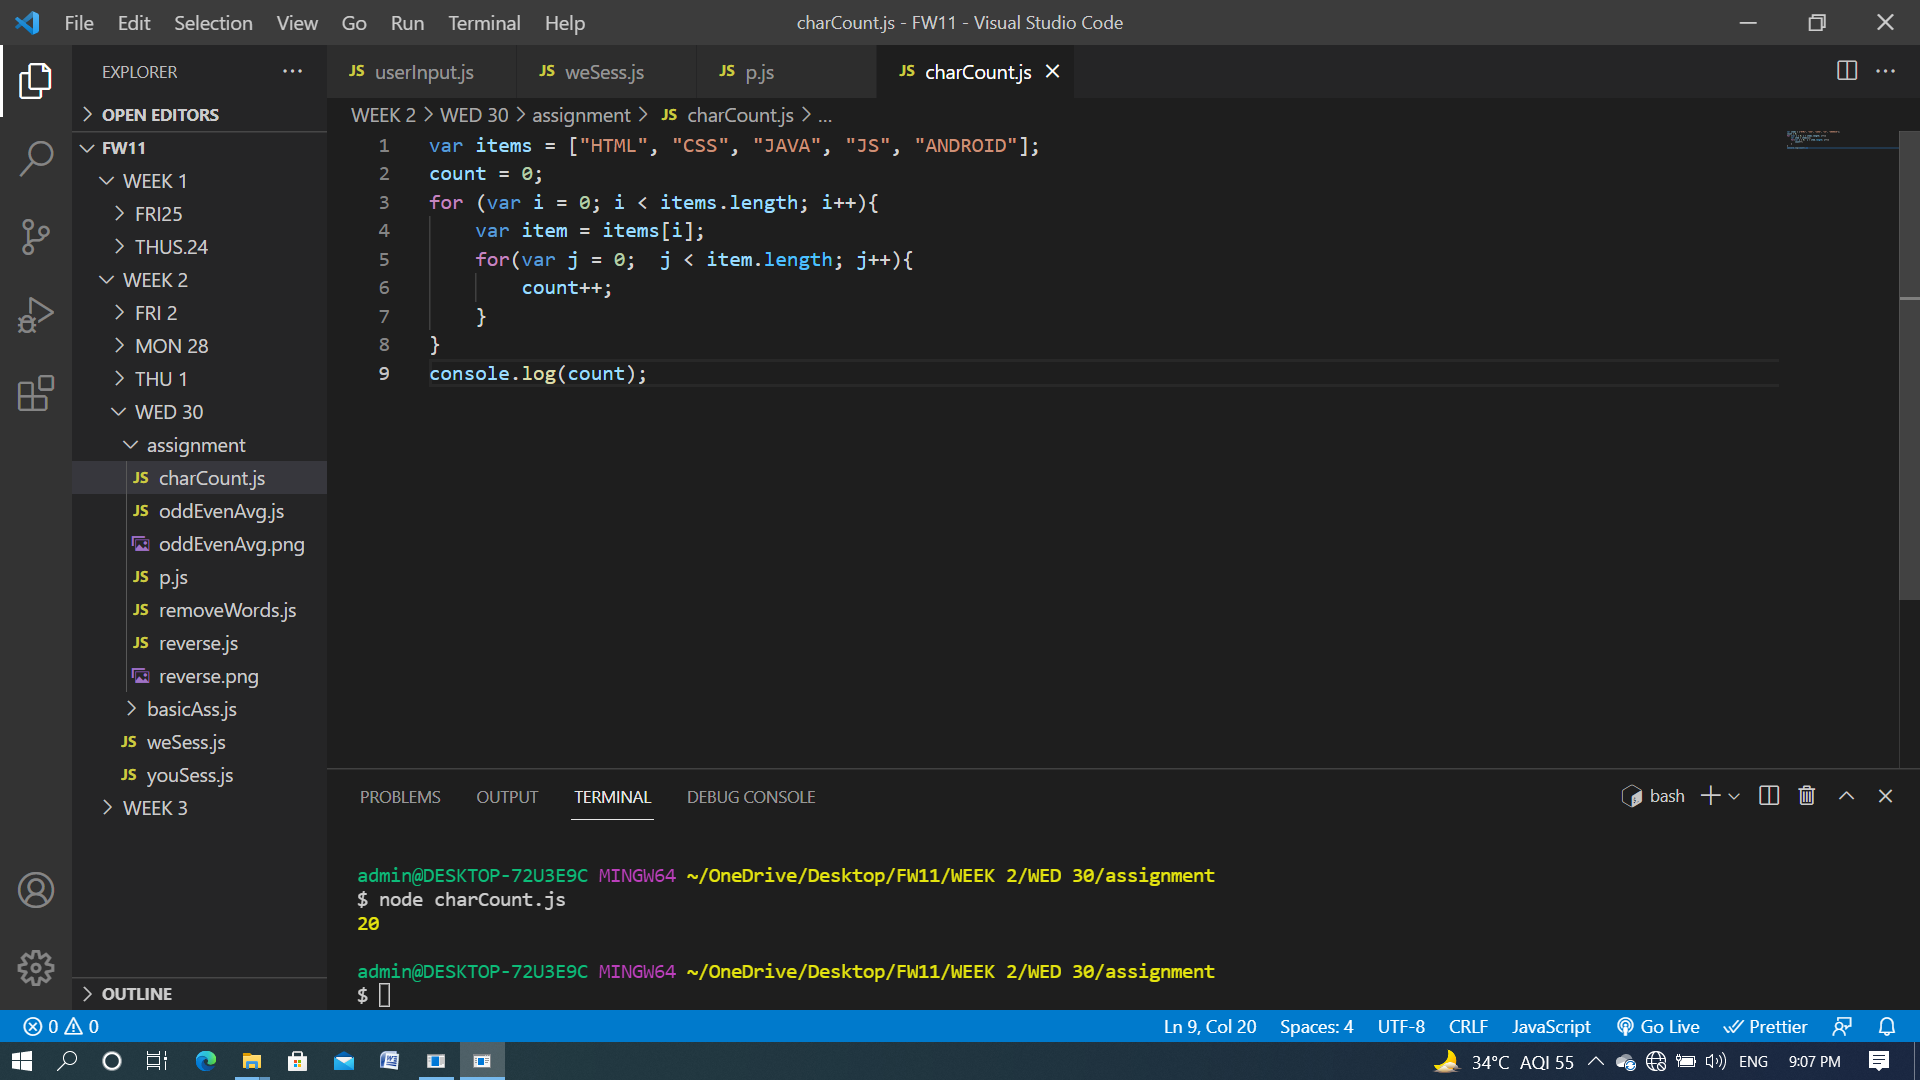 File Edit Selection View Go Run Terminal Help
charCount.js - FW11 - Visual Studio Code
EXPLORER
OPEN EDITORS
FW11
WEEK 1
FRI25
THUS.24
WEEK 2
FRI 2
MON 28
THU 1
WED 30
assignment
JS charCount.js
JS oddEvenAvg.js
oddEvenAvg.png
JS p.js
JS removeWords.js
JS reverse.js
reverse.png
basicAss.js
JS weSess.js
JS youSess.js
WEEK 3
OUTLINE
JS userInput.js JS weSess.js JS p.js JS charCount.js
WEEK 2 > WED 30 > assignment > JS charCount.js > ...
1 var items = ["HTML", "CSS", "JAVA", "JS", "ANDROID"];
2 count = 0;
3 for (var i = 0; i < items.length; i++){
4 var item = items[i];
5 for(var j = 0;  j < item.length; j++){
6 count++;
7 }
8 }
9 console.log(count);
PROBLEMS OUTPUT TERMINAL DEBUG CONSOLE
bash
admin@DESKTOP-72U3E9C MINGW64 ~/OneDrive/Desktop/FW11/WEEK 2/WED 30/assignment
$ node charCount.js
20
admin@DESKTOP-72U3E9C MINGW64 ~/OneDrive/Desktop/FW11/WEEK 2/WED 30/assignment
$
0 0
Ln 9, Col 20 Spaces: 4 UTF-8 CRLF JavaScript Go Live Prettier
34°C AQI 55 ENG 9:07 PM